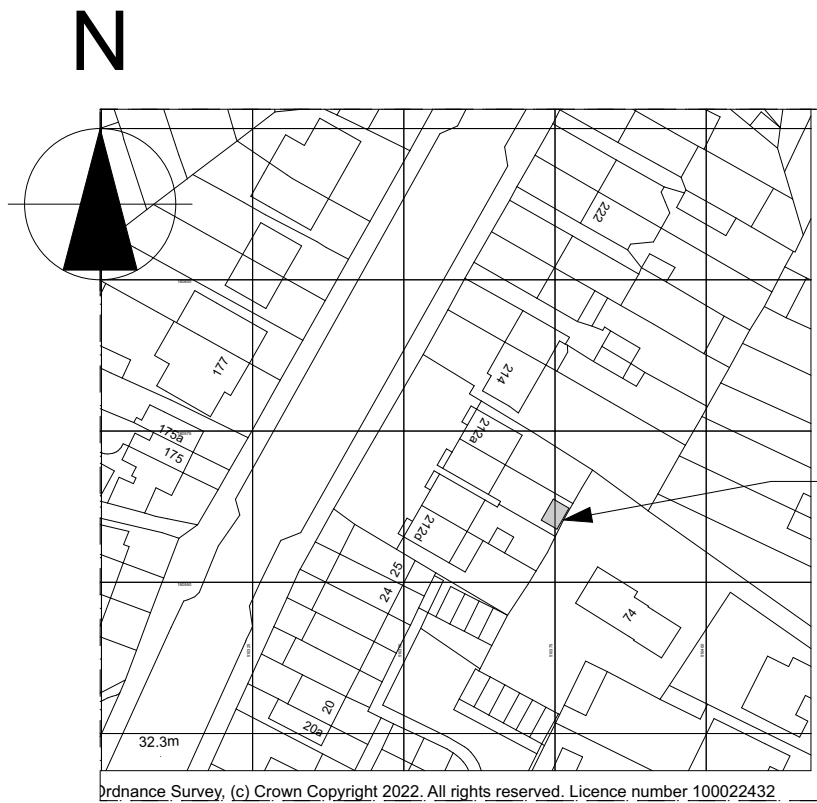 N
222
177
214
175a
175
212a
212d
25
24
74
20
20a
32.3m
Ordnance Survey, (c) Crown Copyright 2022. All rights reserved. Licence number 100022432